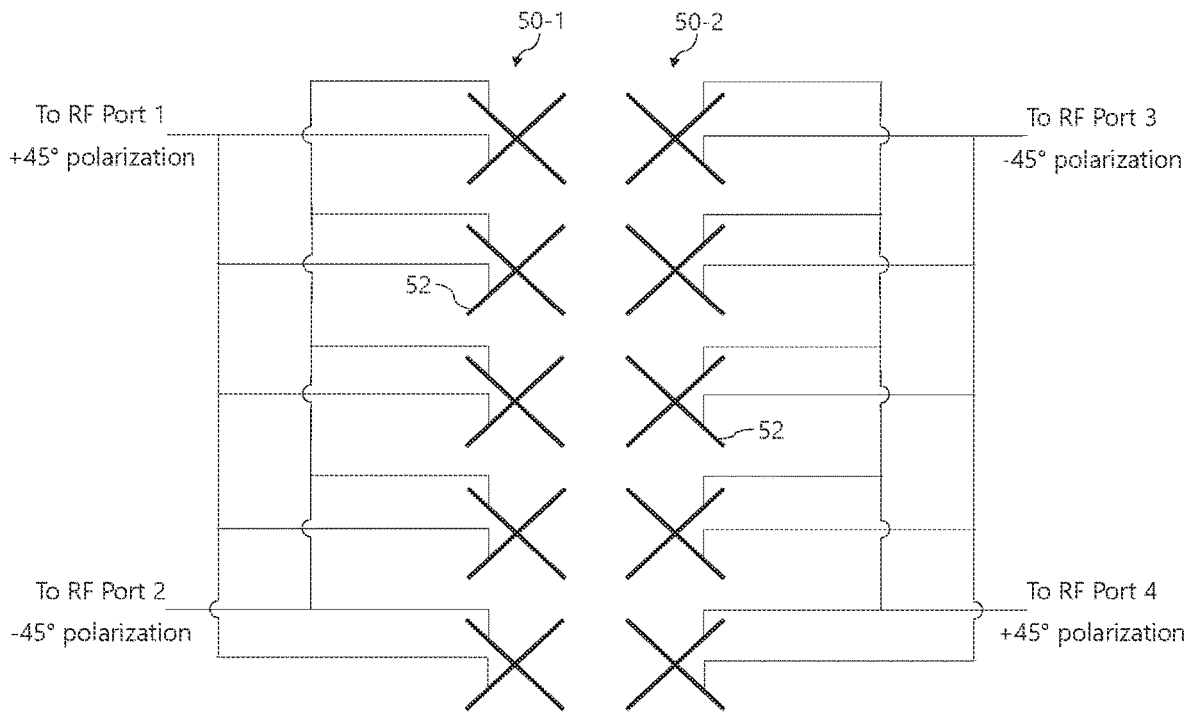 50-1
50-2
To RF Port 1
+45° polarization
To RF Port 3
-45° polarization
52
52
To RF Port 2
-45° polarization
To RF Port 4
+45° polarization